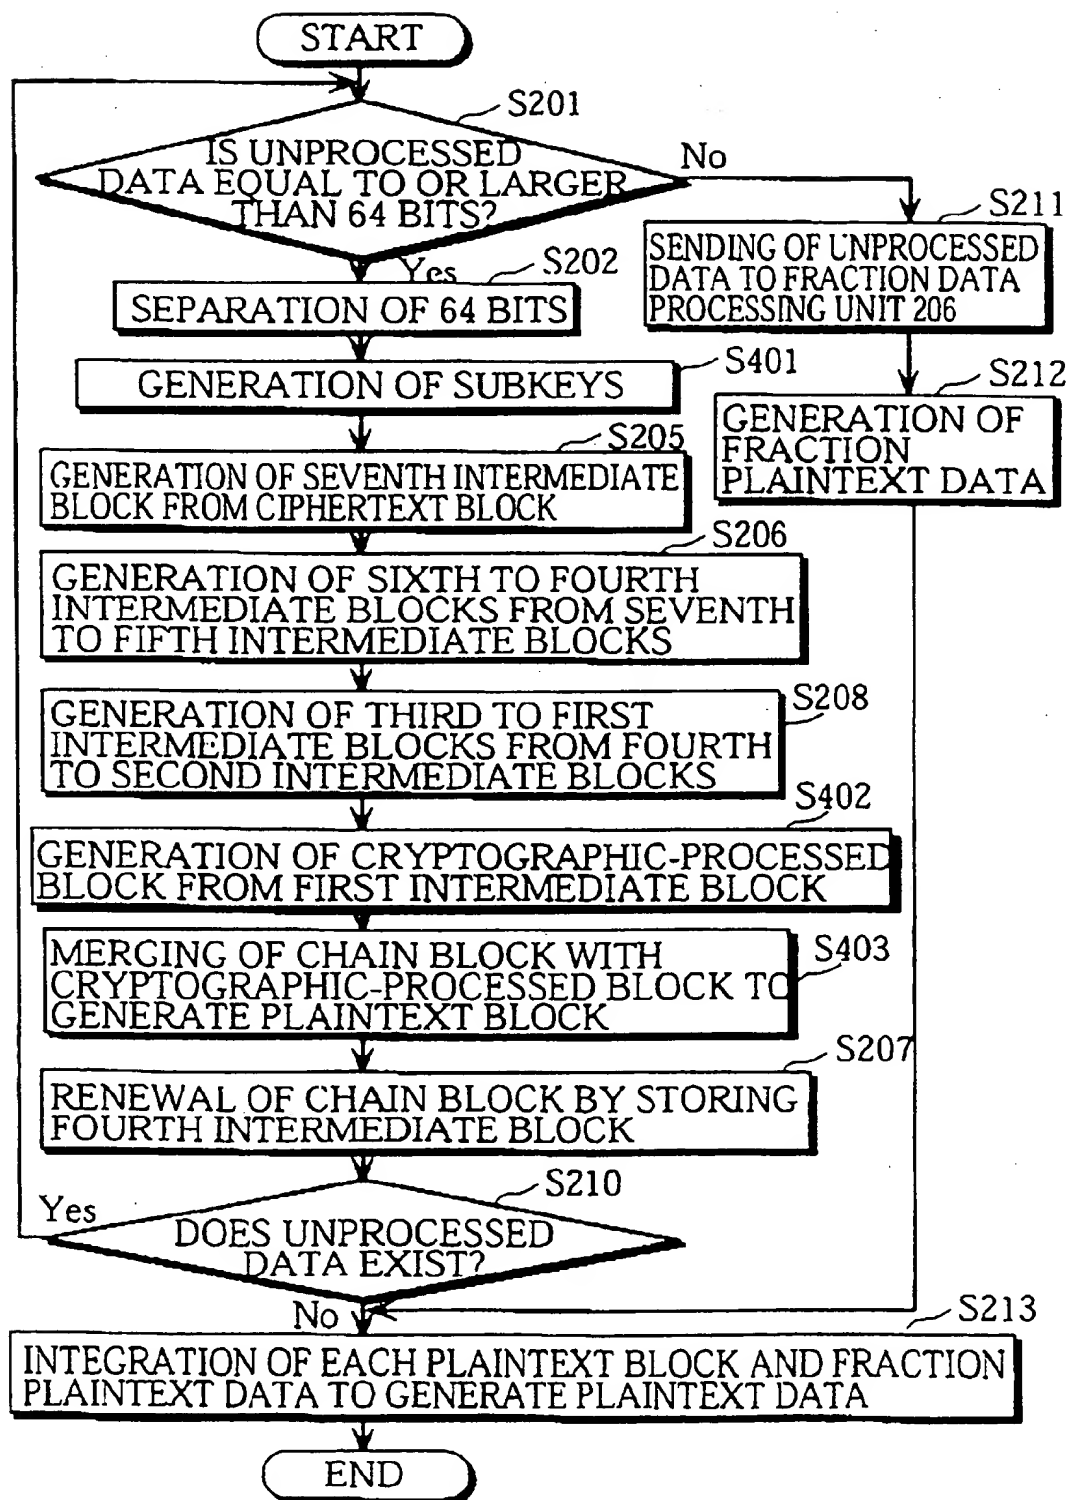 START
S201
IS UNPROCESSED
DATA EQUAL TO OR LARGER
THAN 64 BITS?
No
Yes
S211
SENDING OF UNPROCESSED
DATA TO FRACTION DATA
PROCESSING UNIT 206
S202
SEPARATION OF 64 BITS
S401
GENERATION OF SUBKEYS
S212
GENERATION OF
FRACTION
PLAINTEXT DATA
S205
GENERATION OF SEVENTH INTERMEDIATE
BLOCK FROM CIPHERTEXT BLOCK
S206
GENERATION OF SIXTH TO FOURTH
INTERMEDIATE BLOCKS FROM SEVENTH
TO FIFTH INTERMEDIATE BLOCKS
S208
GENERATION OF THIRD TO FIRST
INTERMEDIATE BLOCKS FROM FOURTH
TO SECOND INTERMEDIATE BLOCKS
S402
GENERATION OF CRYPTOGRAPHIC-PROCESSED
BLOCK FROM FIRST INTERMEDIATE BLOCK
S403
MERGING OF CHAIN BLOCK WITH
CRYPTOGRAPHIC-PROCESSED BLOCK TO
GENERATE PLAINTEXT BLOCK
S207
RENEWAL OF CHAIN BLOCK BY STORING
FOURTH INTERMEDIATE BLOCK
S210
Yes
DOES UNPROCESSED
DATA EXIST?
No
S213
INTEGRATION OF EACH PLAINTEXT BLOCK AND FRACTION
PLAINTEXT DATA TO GENERATE PLAINTEXT DATA
END